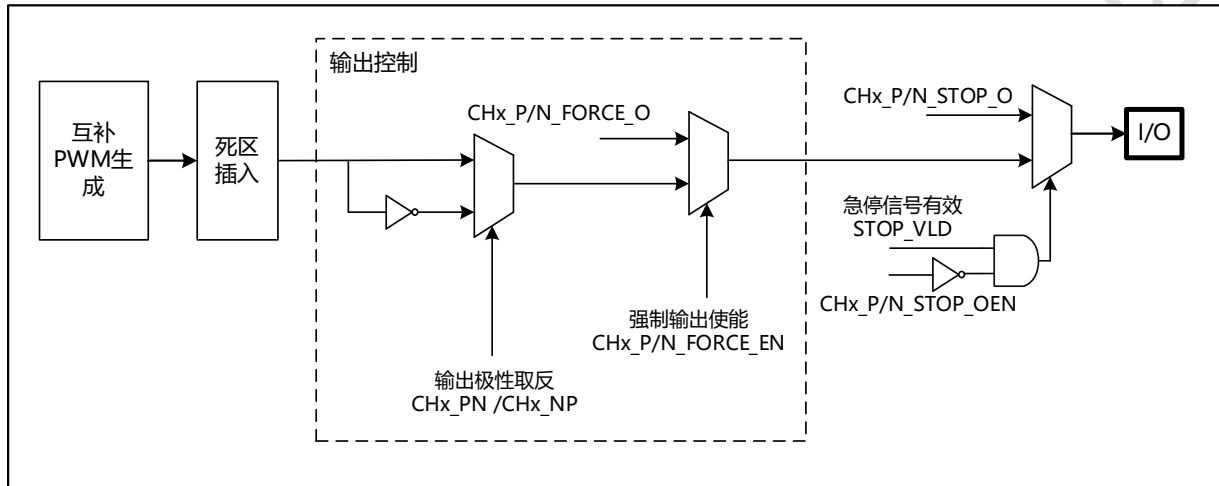 输出控制
互补
PWM生
成
死区
插入
CHx_P/N_FORCE_O
CHx_P/N_STOP_O
I/O
急停信号有效
STOP_VLD
CHx_P/N_STOP_OEN
强制输出使能
CHx_P/N_FORCE_EN
输出极性取反
CHx_PN /CHx_NP